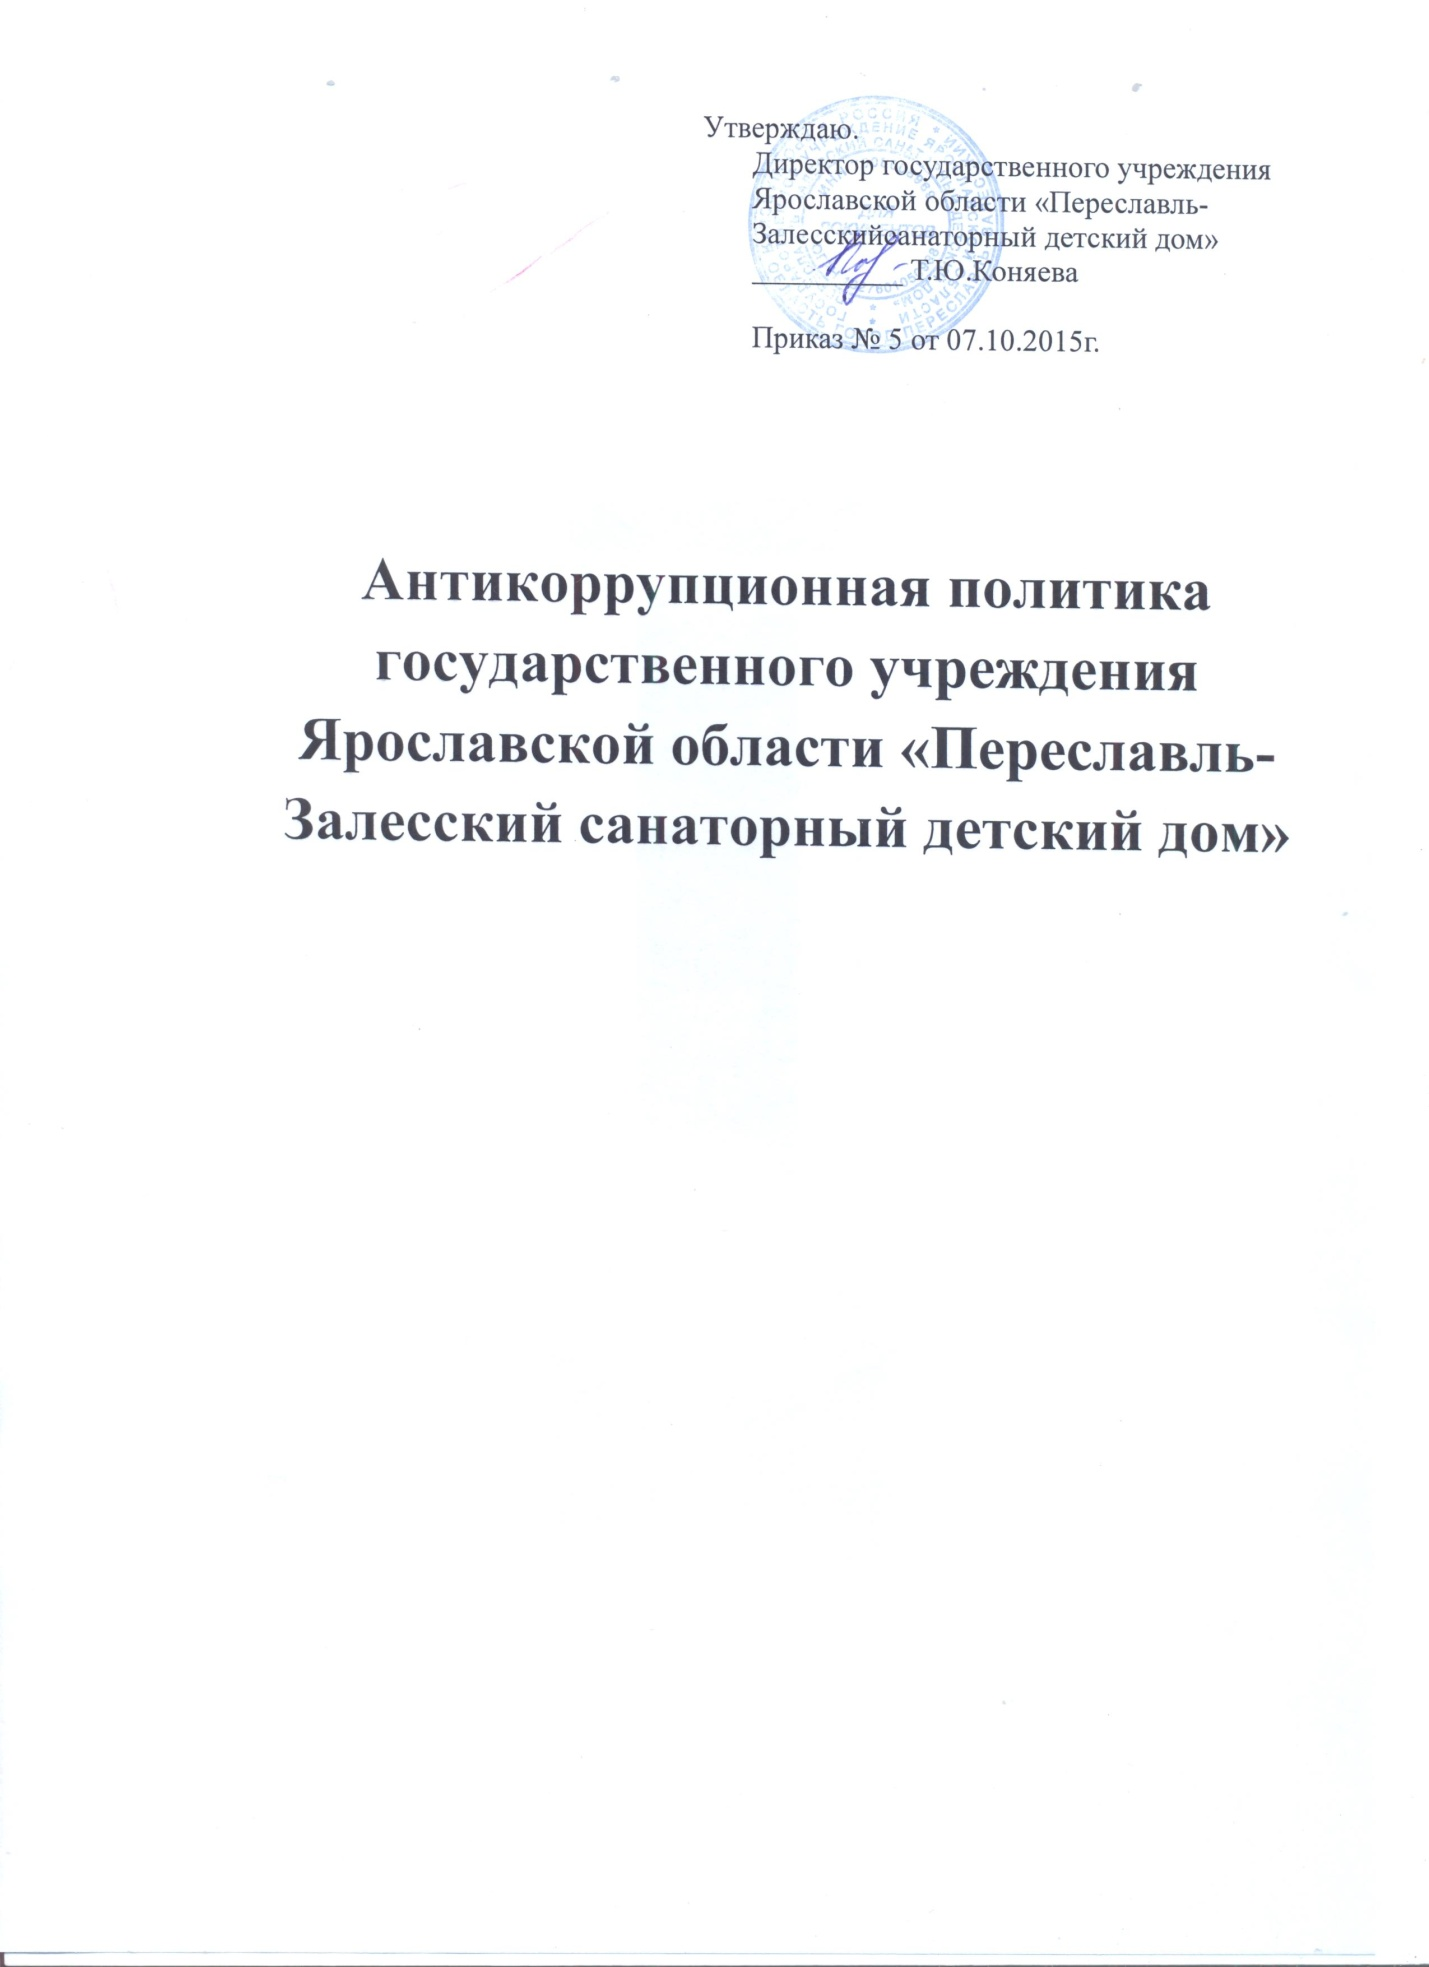 Утверждаю.
Директор государственного учреждения
Ярославской области «Переславль-
Залесскийсанаторный детский дом»
__________ Т.Ю.Коняева
Приказ № 5 от 07.10.2015г.
Антикоррупционная политика
государственного учреждения
Ярославской области «Переславль-
Залесский санаторный детский дом»